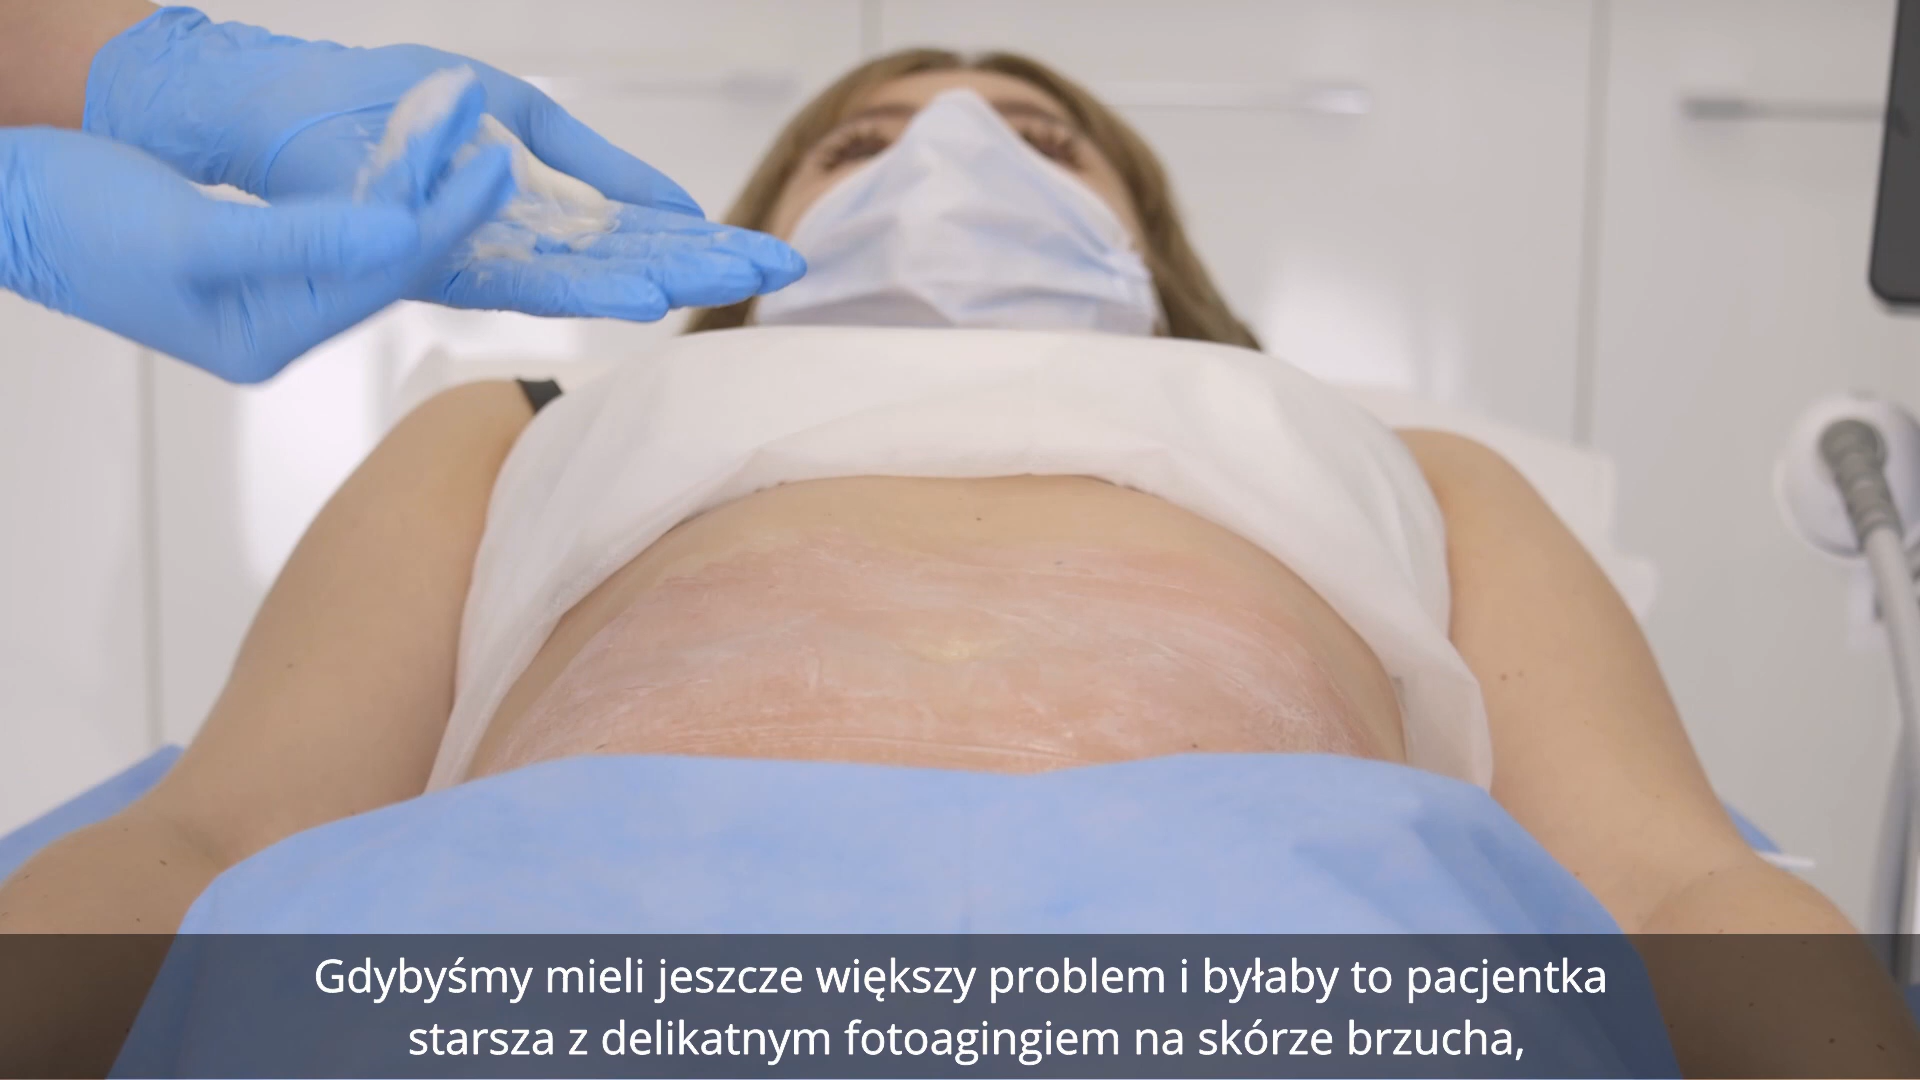 Gdybyśmy mieli jeszcze większy problem i byłaby to pacjentka
starsza z delikatnym fotoagingiem na skórze brzucha,